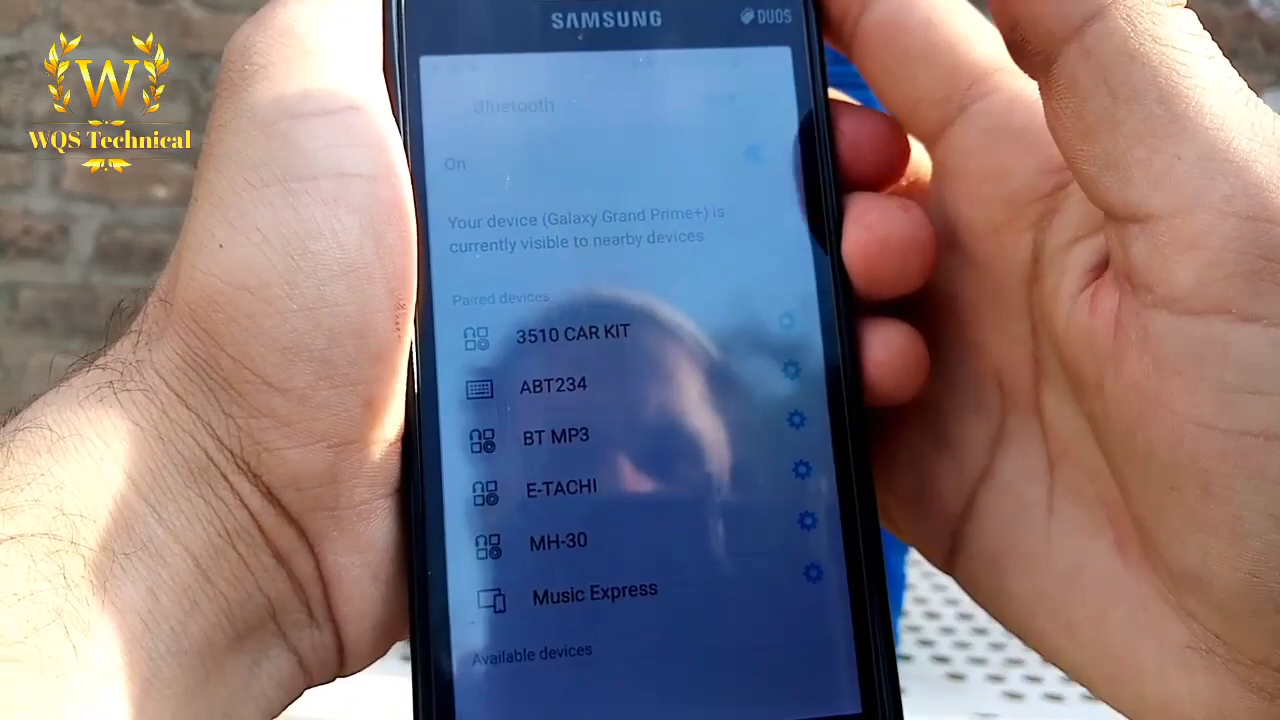 SAMSUNG
DUOS
W
WQS Technical
Bluetooth
On
Your device (Galaxy Grand Prime+) is
currently visible to nearby devices.
Paired devices
3510 CAR KIT
ABT234
BT MP3
E-TACHI
MH-30
Music Express
Available devices